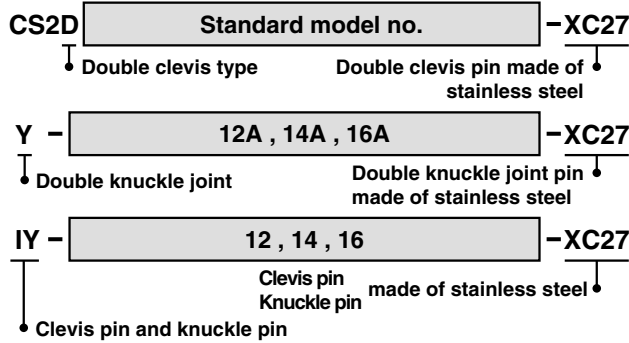 CS2D Standard model no. -XC27
Double clevis type
Double clevis pin made of
stainless steel
Y - 12A , 14A , 16A -XC27
Double knuckle joint
Double knuckle joint pin
made of stainless steel
IY - 12 , 14 , 16 -XC27
Clevis pin
Knuckle pin
made of stainless steel
Clevis pin and knuckle pin